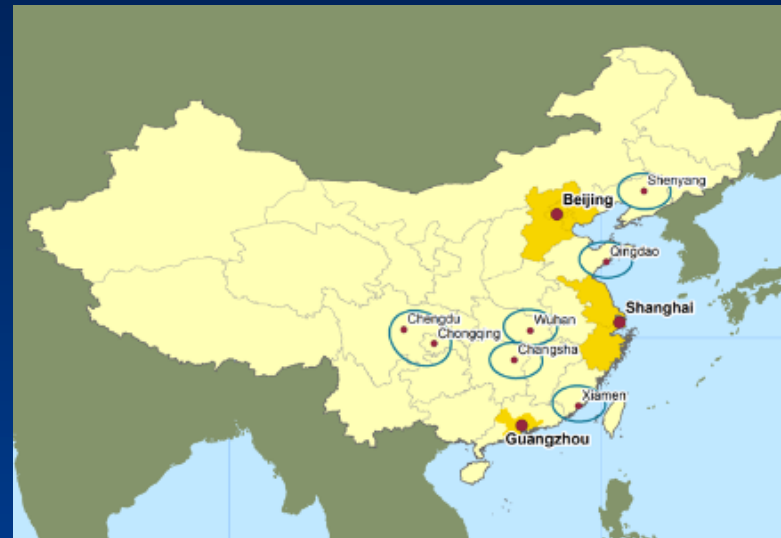 Shenyang
Beijing
Qingdao
Shanghai
Chengdu
Chongqing
Wuhan
Changsha
Xiamen
Guangzhou